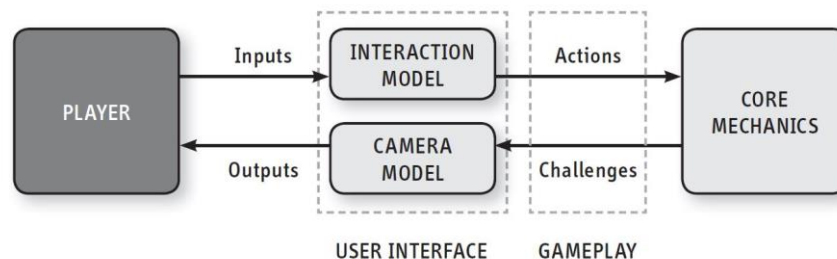 PLAYER
Inputs
INTERACTION
MODEL
Actions
CORE
MECHANICS
Outputs
CAMERA
MODEL
Challenges
USER INTERFACE
GAMEPLAY